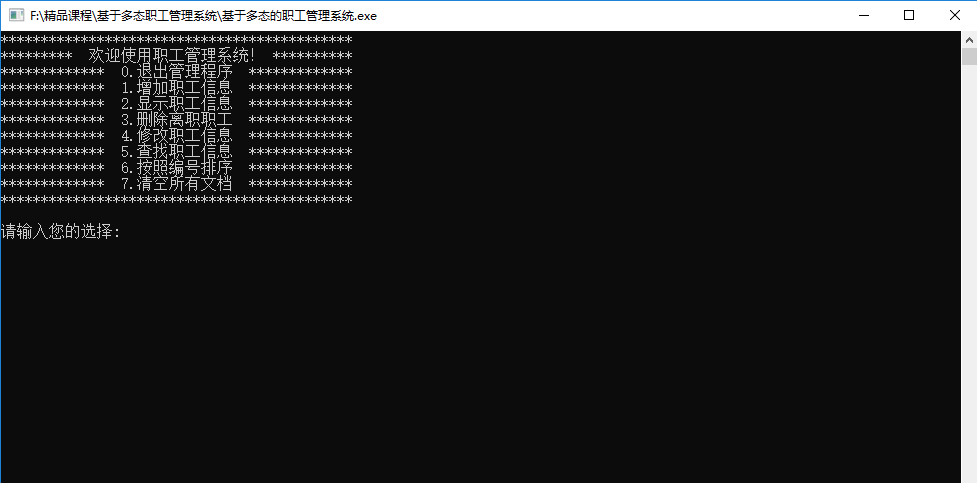 F:\精品课程\基于多态职工管理系统\基于多态的职工管理系统.exe
********************************************
*********  欢迎使用职工管理系统!  **********
*************  0.退出管理程序  *************
*************  1.增加职工信息  *************
*************  2.显示职工信息  *************
*************  3.删除离职职工  *************
*************  4.修改职工信息  *************
*************  5.查找职工信息  *************
*************  6.按照编号排序  *************
*************  7.清空所有文档  *************
********************************************
请输入您的选择: